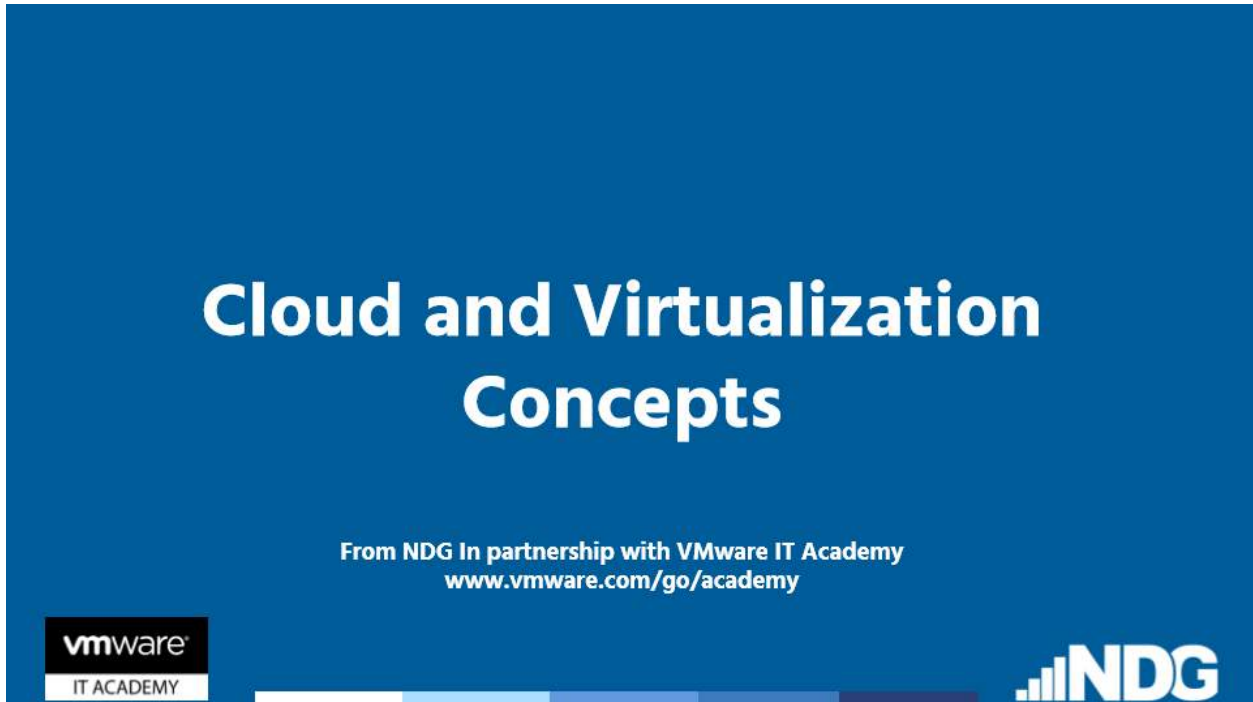 Cloud and Virtualization
Concepts
From NDG In partnership with VMware IT Academy
www.vmware.com/go/academy
vmware®
IT ACADEMY
NDG